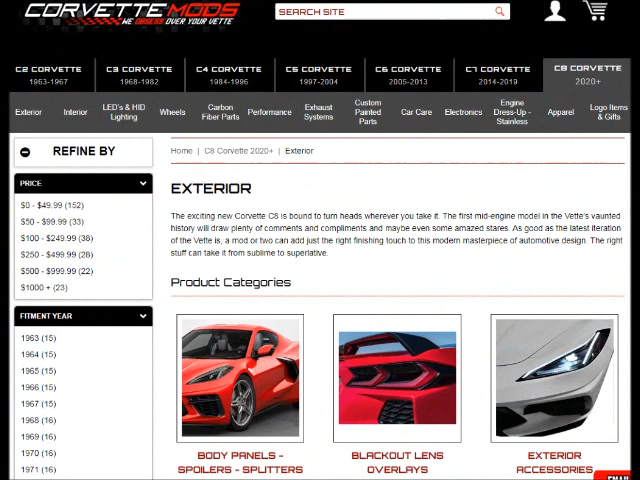 CORVETTE MODS
WE OBSESS OVER YOUR VETTE
SEARCH SITE
C2 CORVETTE
1963-1967
C3 CORVETTE
1968-1982
C4 CORVETTE
1984-1996
C5 CORVETTE
1997-2004
C6 CORVETTE
2005-2013
C7 CORVETTE
2014-2019
C8 CORVETTE
2020+
Exterior
Interior
LED's & HID
Lighting
Wheels
Carbon
Fiber Parts
Performance
Exhaust
Systems
Custom
Painted
Parts
Car Care
Electronics
Engine
Dress-Up -
Stainless
Apparel
Logo Items
& Gifts
REFINE BY
PRICE
$0 - $49.99 (152)
$50 - $99.99 (33)
$100 - $249.99 (38)
$250 - $499.99 (28)
$500 - $999.99 (22)
$1000 + (23)
FITMENT YEAR
1963 (15)
1964 (15)
1965 (15)
1966 (15)
1967 (15)
1968 (16)
1969 (16)
1970 (16)
1971 (16)
Home | C8 Corvette 2020+ | Exterior
EXTERIOR
The exciting new Corvette C8 is bound to turn heads wherever you take it. The first mid-engine model in the Vette's vaunted
history will draw plenty of comments and compliments and maybe even some amazed stares. As good as the latest iteration
of the Vette is, a mod or two can add just the right finishing touch to this modern masterpiece of automotive design. The right
stuff can take it from sublime to superlative.
Product Categories
BODY PANELS -
SPOILERS - SPLITTERS
BLACKOUT LENS
OVERLAYS
EXTERIOR
ACCESSORIES
EMAIL